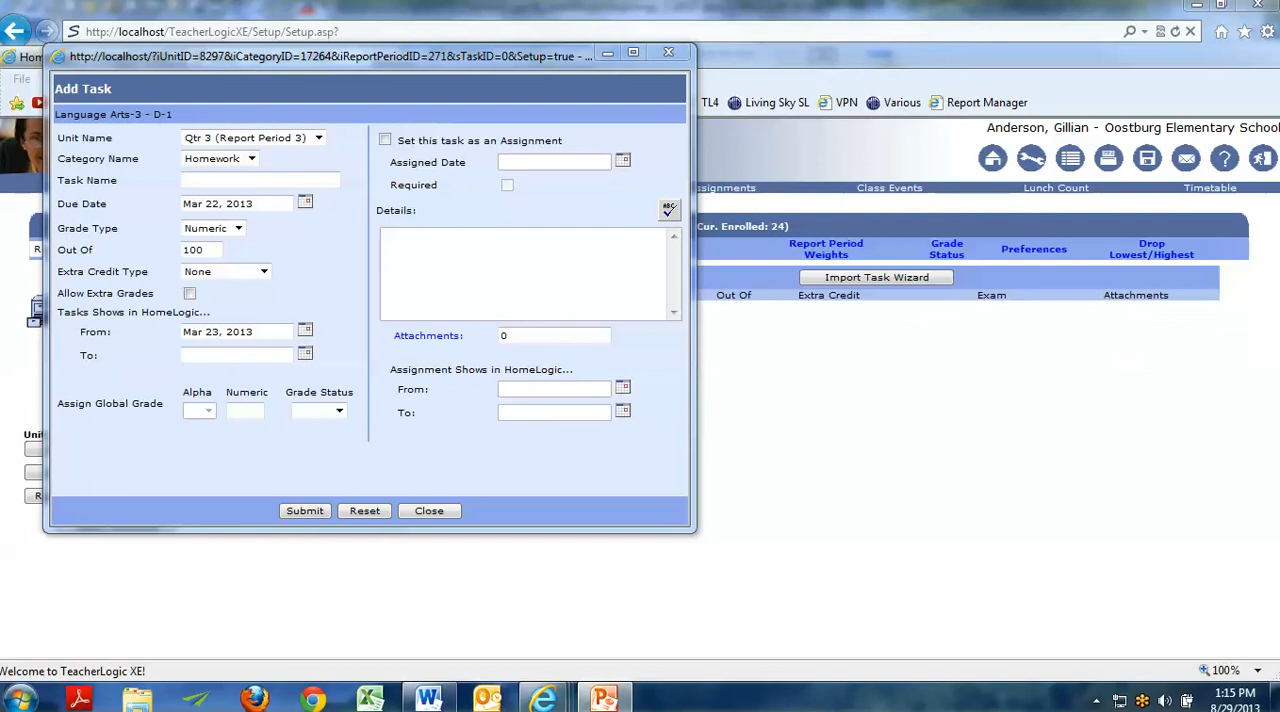 http://localhost/TeacherLogicXE/Setup/Setup.asp?
http://localhost/?iUnitID=8297&iCategoryID=17264&iReportPeriodID=271&sTaskID=0&Setup=true - ...
Hom
File
TL4 Living Sky SL VPN Various Report Manager
Add Task
Language Arts-3 - D-1
Unit Name Qtr 3 (Report Period 3)
Category Name Homework
Task Name
Due Date Mar 22, 2013
Grade Type Numeric
Out Of 100
Extra Credit Type None
Allow Extra Grades
Tasks Shows in HomeLogic...
From: Mar 23, 2013
To:
Alpha Numeric Grade Status
Assign Global Grade
Set this task as an Assignment
Assigned Date
Required
Details:
ABC
Attachments: 0
Assignment Shows in HomeLogic...
From:
To:
Submit Reset Close
Anderson, Gillian - Oostburg Elementary School
ssignments Class Events Lunch Count Timetable
Cur. Enrolled: 24)
Report Period Weights
Grade Status
Preferences
Drop Lowest/Highest
Import Task Wizard
Out Of Extra Credit Exam Attachments
R
Uni
R
Welcome to TeacherLogic XE!
100%
1:15 PM
8/29/2013